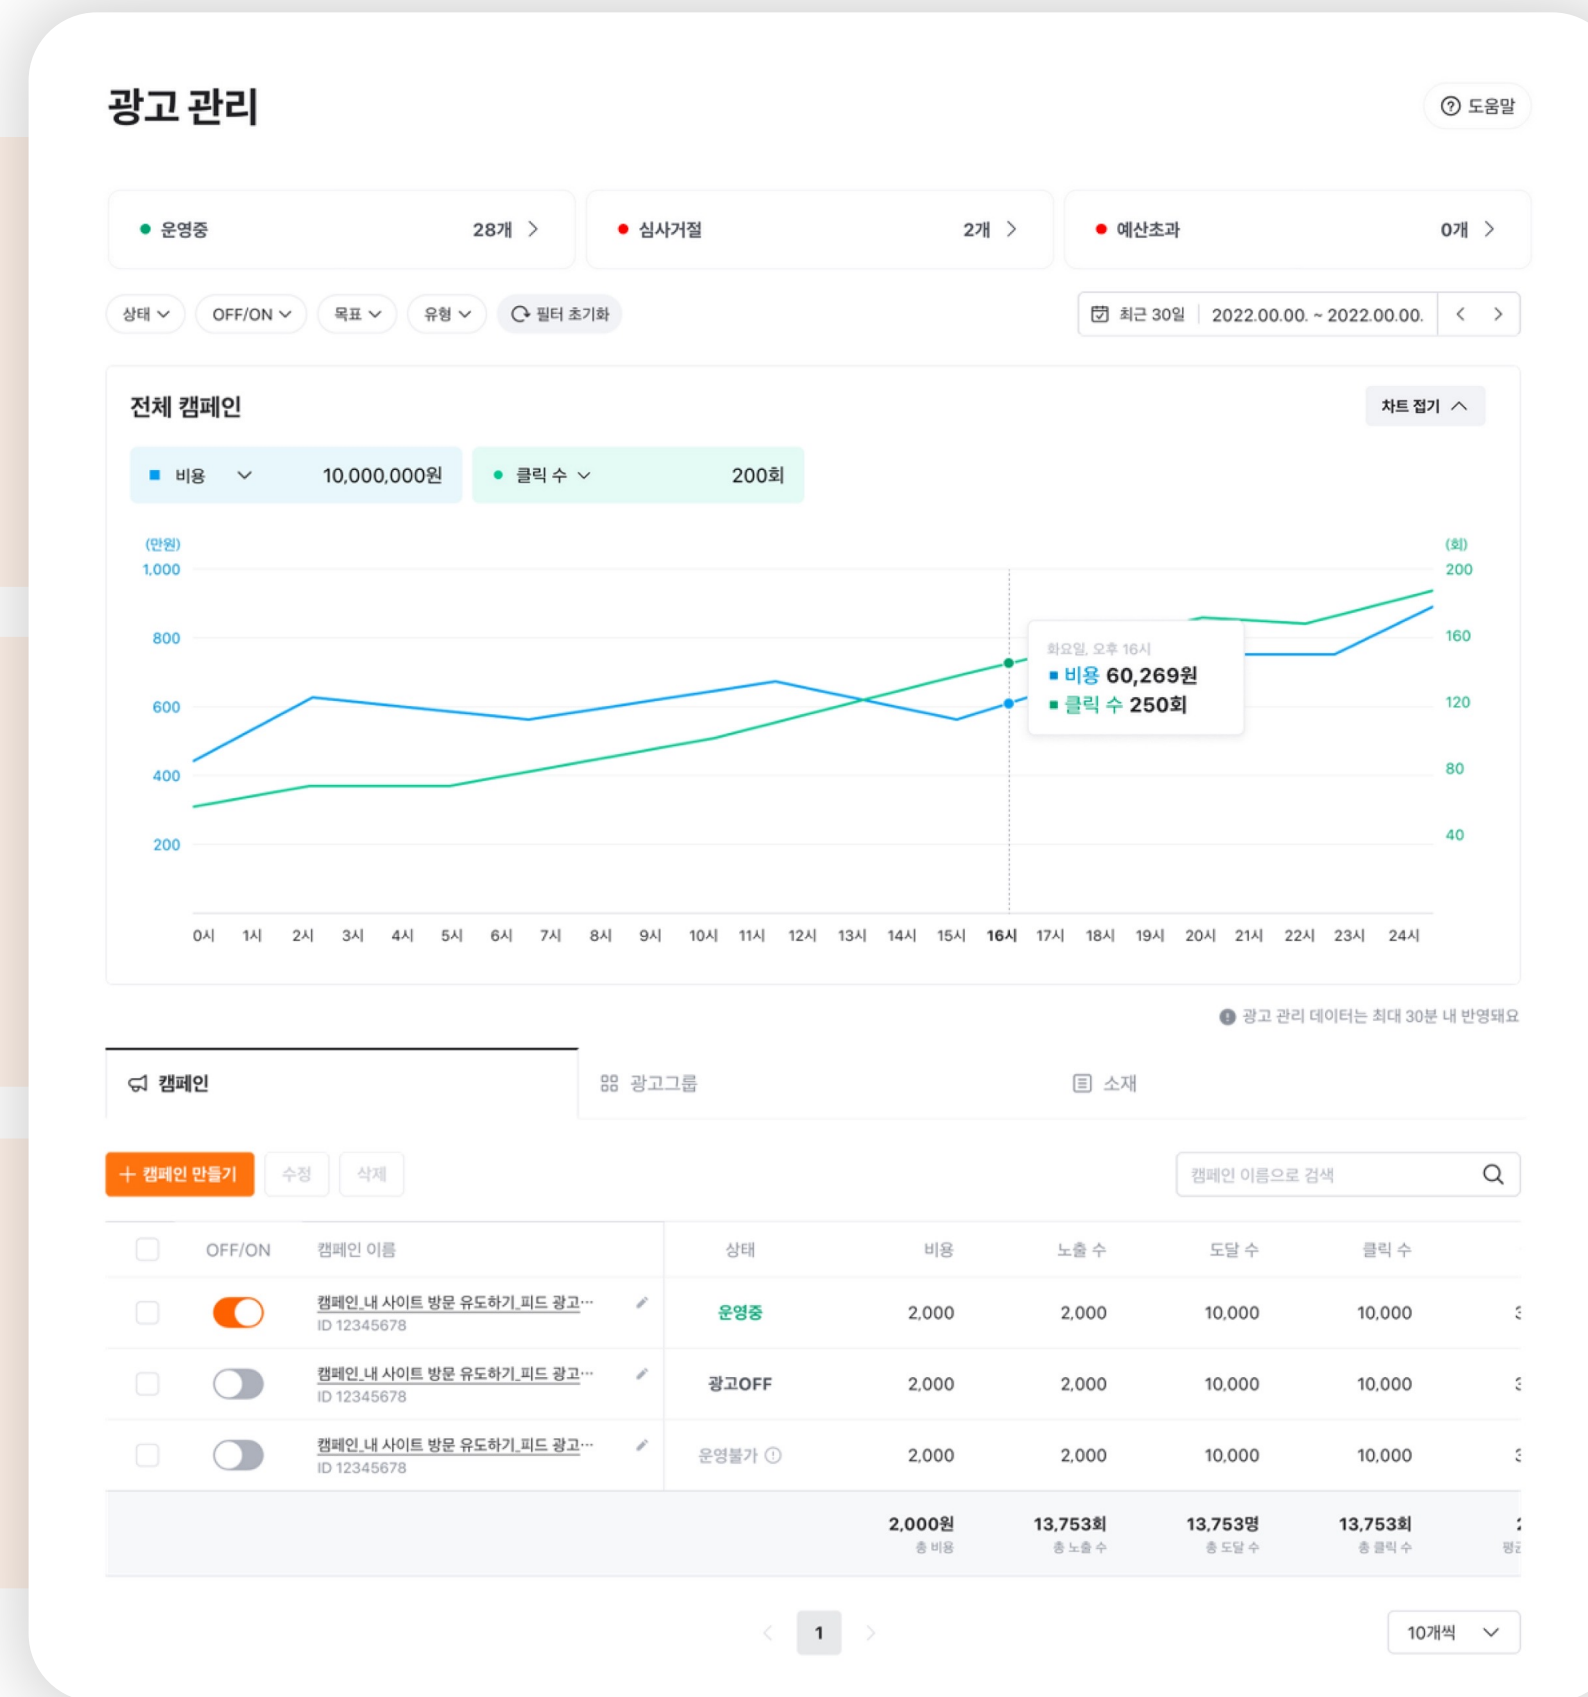 광고 관리
도움말
운영중 28개
심사거절 2개
예산초과 0개
상태 OFF/ON 목표 유형 필터 초기화
최근 30일 2022.00.00. ~ 2022.00.00.
전체 캠페인
차트 접기
비용 10,000,000원
클릭 수 200회
(만원)
1,000
800
600
400
200
(회)
200
160
120
80
40
화요일, 오후 16시
비용 60,269원
클릭 수 250회
0시 1시 2시 3시 4시 5시 6시 7시 8시 9시 10시 11시 12시 13시 14시 15시 16시 17시 18시 19시 20시 21시 22시 23시 24시
광고 관리 데이터는 최대 30분 내 반영돼요
캠페인 광고그룹 소재
+ 캠페인 만들기 수정 삭제
캠페인 이름으로 검색
OFF/ON 캠페인 이름 상태 비용 노출 수 도달 수 클릭 수
캠페인_내 사이트 방문 유도하기_피드 광고… 운영중 2,000 2,000 10,000 10,000
ID 12345678
캠페인_내 사이트 방문 유도하기_피드 광고… 광고OFF 2,000 2,000 10,000 10,000
ID 12345678
캠페인_내 사이트 방문 유도하기_피드 광고… 운영불가 2,000 2,000 10,000 10,000
ID 12345678
2,000원 13,753회 13,753명 13,753회
총 비용 총 노출 수 총 도달 수 총 클릭 수
1
10개씩